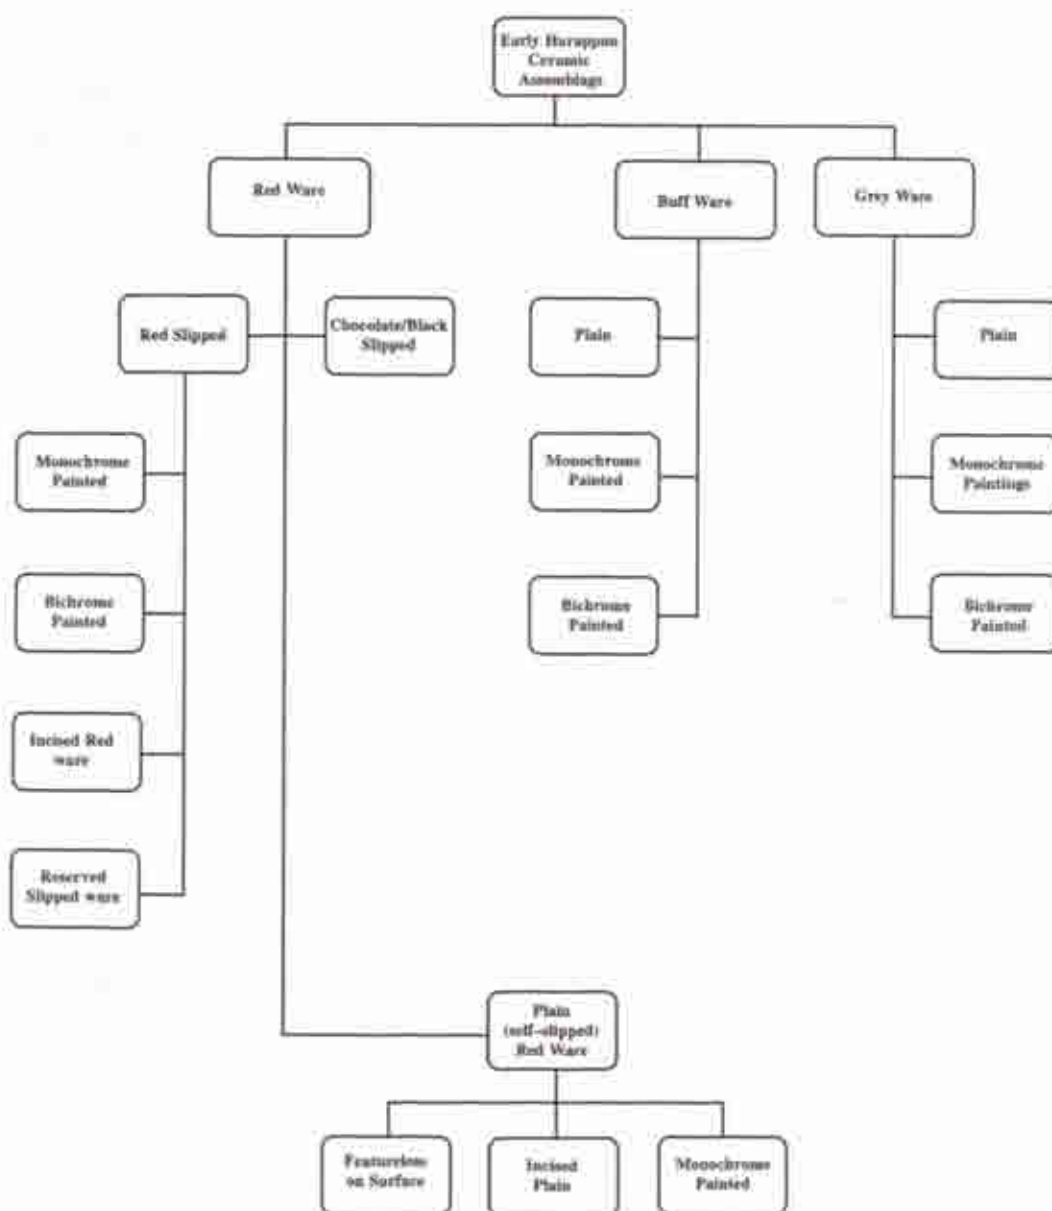 Early Harappan
Ceramic
Assemblage
Red Ware
Buff Ware
Grey Ware
Red Slipped
Chocolate/Black
Slipped
Plain
Plain
Monochrome
Painted
Monochrome
Painted
Monochrome
Paintings
Bichrome
Painted
Bichrome
Painted
Bichrome
Painted
Incised Red
ware
Reserved
Slipped ware
Plain
(self-slipped)
Red Ware
Featureless
on Surface
Incised
Plain
Monochrome
Painted